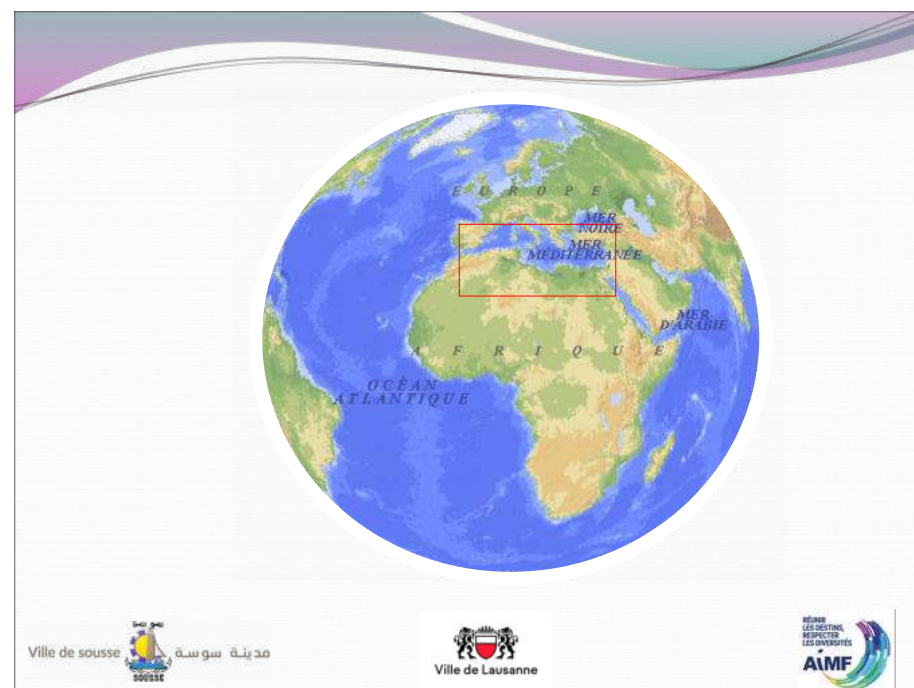 E U R O P E
MER
NOIRE
MER
MÉDITERRANÉE
MER
D'ARABIE
A F R I Q U E
OCÉAN
ATLANTIQUE
Ville de sousse
SOUSSE
مدينة سوسة
Ville de Lausanne
RÉUNIR
LES DESTINS,
RESPECTER
LES DIVERSITÉS
AIMF